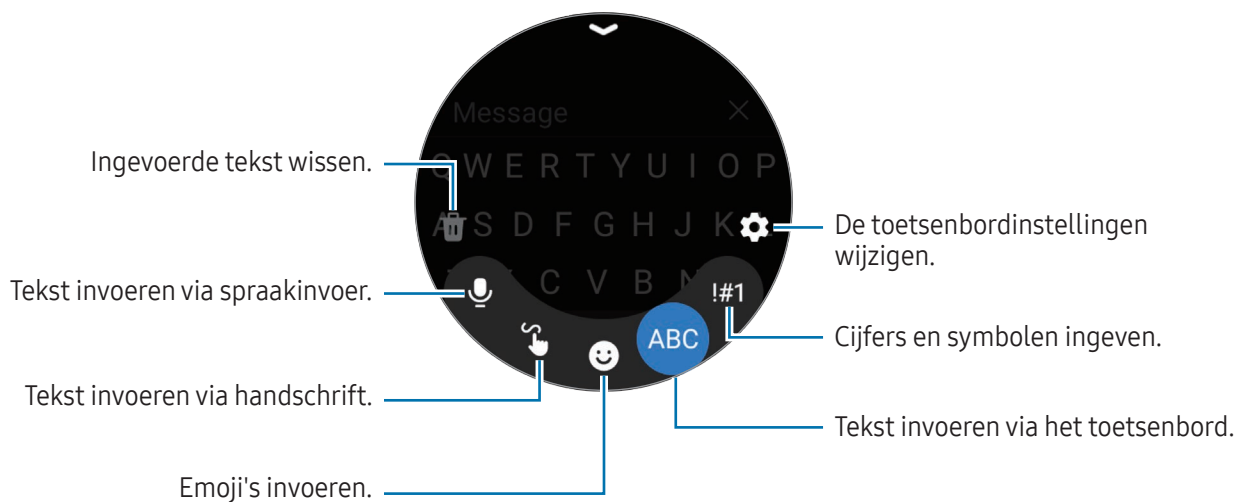 Message
Q W E R T Y U I O P
Ingevoerde tekst wissen.
A S D F G H J K
De toetsenbordinstellingen
wijzigen.
Tekst invoeren via spraakinvoer.
C V B N
!#1
Cijfers en symbolen ingeven.
ABC
Tekst invoeren via handschrift.
Tekst invoeren via het toetsenbord.
Emoji's invoeren.